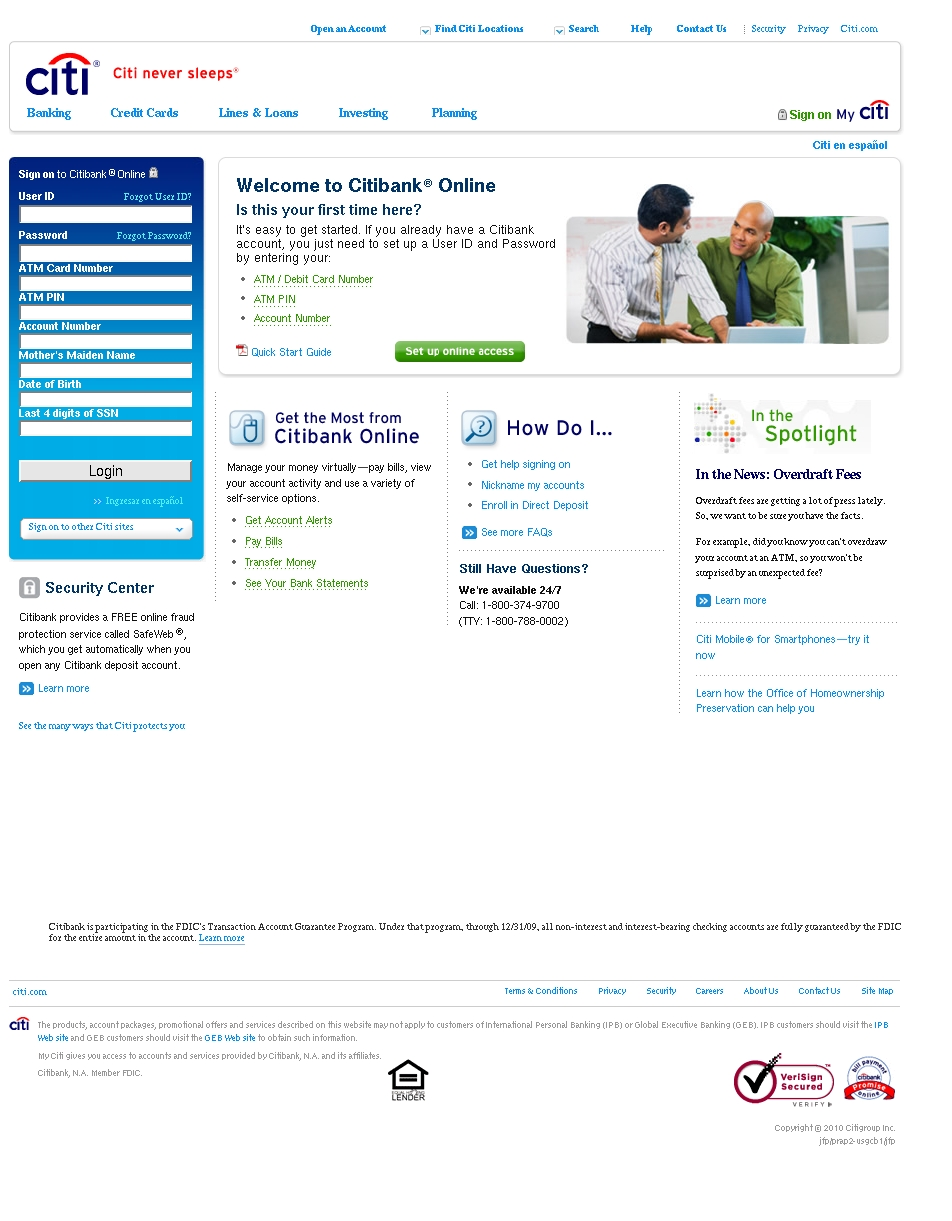 Open an Account Find Citi Locations Search Help Contact Us Security Privacy Citi.com
citi® Citi never sleeps®
Banking Credit Cards Lines & Loans Investing Planning Sign on My citi
Citi en español
Sign on to Citibank® Online
User ID Forgot User ID?
Password Forgot Password?
ATM Card Number
ATM PIN
Account Number
Mother's Maiden Name
Date of Birth
Last 4 digits of SSN
Login
>> Ingresar en español
Sign on to other Citi sites
Welcome to Citibank® Online
Is this your first time here?
It's easy to get started. If you already have a Citibank
account, you just need to set up a User ID and Password
by entering your:
ATM / Debit Card Number
ATM PIN
Account Number
Quick Start Guide Set up online access
Security Center
Citibank provides a FREE online fraud
protection service called SafeWeb®,
which you get automatically when you
open any Citibank deposit account.
Learn more
See the many ways that Citi protects you
Get the Most from
Citibank Online
Manage your money virtually—pay bills, view
your account activity and use a variety of
self-service options.
Get Account Alerts
Pay Bills
Transfer Money
See Your Bank Statements
How Do I...
Get help signing on
Nickname my accounts
Enroll in Direct Deposit
See more FAQs
Still Have Questions?
We're available 24/7
Call: 1-800-374-9700
(TTY: 1-800-788-0002)
In the
Spotlight
In the News: Overdraft Fees
Overdraft fees are getting a lot of press lately.
So, we want to be sure you have the facts.
For example, did you know you can't overdraw
your account at an ATM, so you won't be
surprised by an unexpected fee?
Learn more
Citi Mobile® for Smartphones—try it
now
Learn how the Office of Homeownership
Preservation can help you
Citibank is participating in the FDIC's Transaction Account Guarantee Program. Under that program, through 12/31/09, all non-interest and interest-bearing checking accounts are fully guaranteed by the FDIC
for the entire amount in the account. Learn more
citi.com Terms & Conditions Privacy Security Careers About Us Contact Us Site Map
citi The products, account packages, promotional offers and services described on this website may not apply to customers of International Personal Banking (IPB) or Global Executive Banking (GEB). IPB customers should visit the IPB
Web site and GEB customers should visit the GEB Web site to obtain such information.
My Citi gives you access to accounts and services provided by Citibank, N.A. and its affiliates.
Citibank, N.A. Member FDIC.
LENDER
VeriSign
Secured
VERIFY
bill payment
citibank
Promise
online
Copyright © 2010 Citigroup Inc.
jfp/prap2-usgcb1/jfp